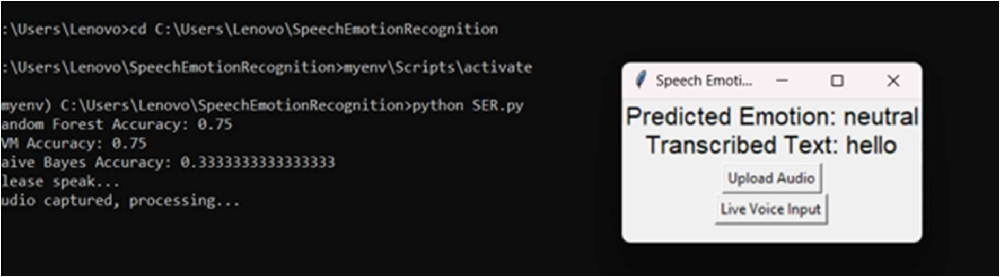 :\Users\Lenovo>cd C:\Users\Lenovo\SpeechEmotionRecognition
:\Users\Lenovo\SpeechEmotionRecognition>myenv\Scripts\activate
myenv) C:\Users\Lenovo\SpeechEmotionRecognition>python SER.py
andom Forest Accuracy: 0.75
VM Accuracy: 0.75
aive Bayes Accuracy: 0.3333333333333333
lease speak...
udio captured, processing...
Speech Emoti...
Predicted Emotion: neutral
Transcribed Text: hello
Upload Audio
Live Voice Input